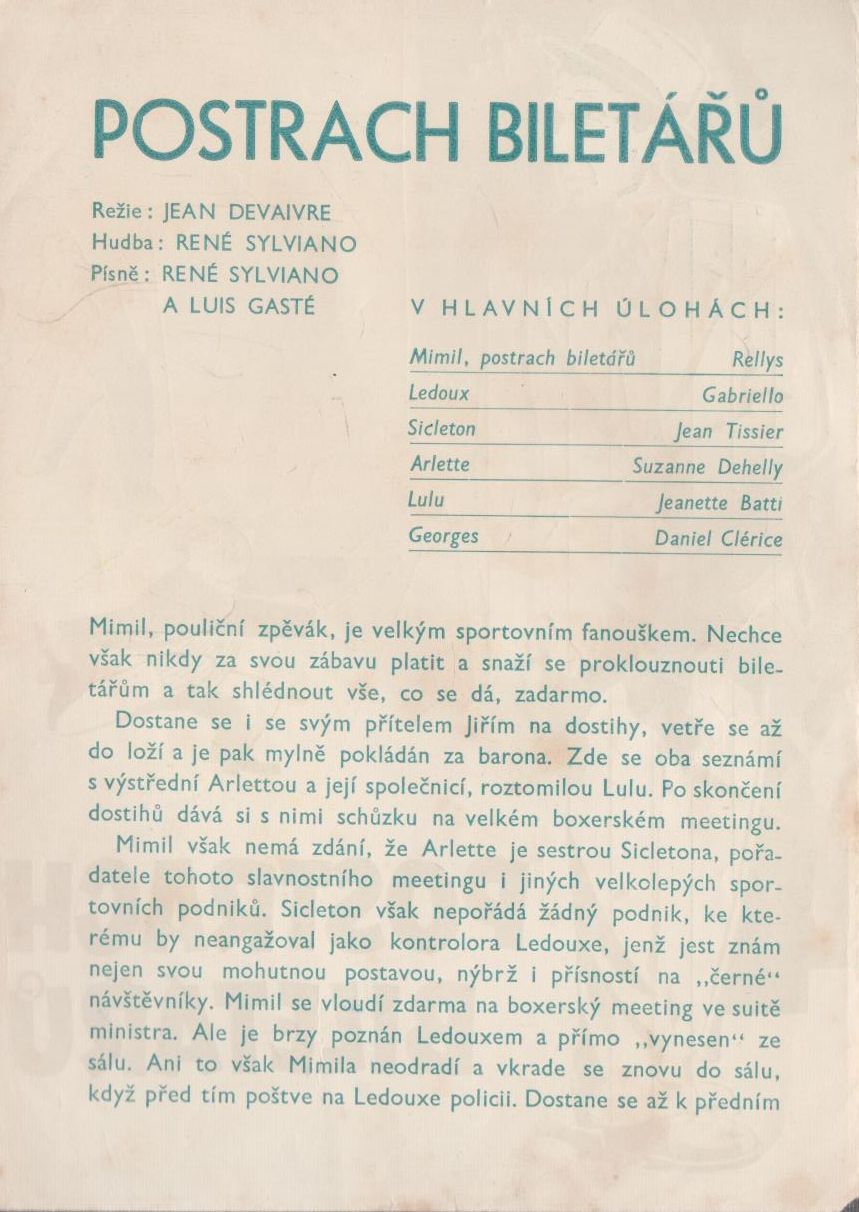 POSTRACH BILETÁŘŮ
Režie: JEAN DEVAIVRE
Hudba: RENÉ SYLVIANO
Písně: RENÉ SYLVIANO
A LUIS GASTÉ
V HLAVNÍCH ÚLOHÁCH:
Mimil, postrach biletářů Rellys
Ledoux Gabriello
Sicleton Jean Tissier
Arlette Suzanne Dehelly
Lulu Jeanette Batti
Georges Daniel Clérice
Mimil, pouliční zpěvák, je velkým sportovním fanouškem. Nechce
však nikdy za svou zábavu platit a snaží se proklouznouti bile-
tářům a tak shlédnout vše, co se dá, zadarmo.
Dostane se i se svým přítelem Jiřím na dostihy, vetře se až
do loží a je pak mylně pokládán za barona. Zde se oba seznámí
s výstřední Arlettou a její společnicí, roztomilou Lulu. Po skončení
dostihů dává si s nimi schůzku na velkém boxerském meetingu.
Mimil však nemá zdání, že Arlette je sestrou Sicletona, pořa-
datele tohoto slavnostního meetingu i jiných velkolepých spor-
tovních podniků. Sicleton však nepořádá žádný podnik, ke kte-
rému by neangažoval jako kontrolora Ledouxe, jenž jest znám
nejen svou mohutnou postavou, nýbrž i přísností na ,,černé“
návštěvníky. Mimil se vloudí zdarma na boxerský meeting ve suitě
ministra. Ale je brzy poznán Ledouxem a přímo ,,vynesen“ ze
sálu. Ani to však Mimila neodradí a vkrade se znovu do sálu,
když před tím poštve na Ledouxe policii. Dostane se až k předním